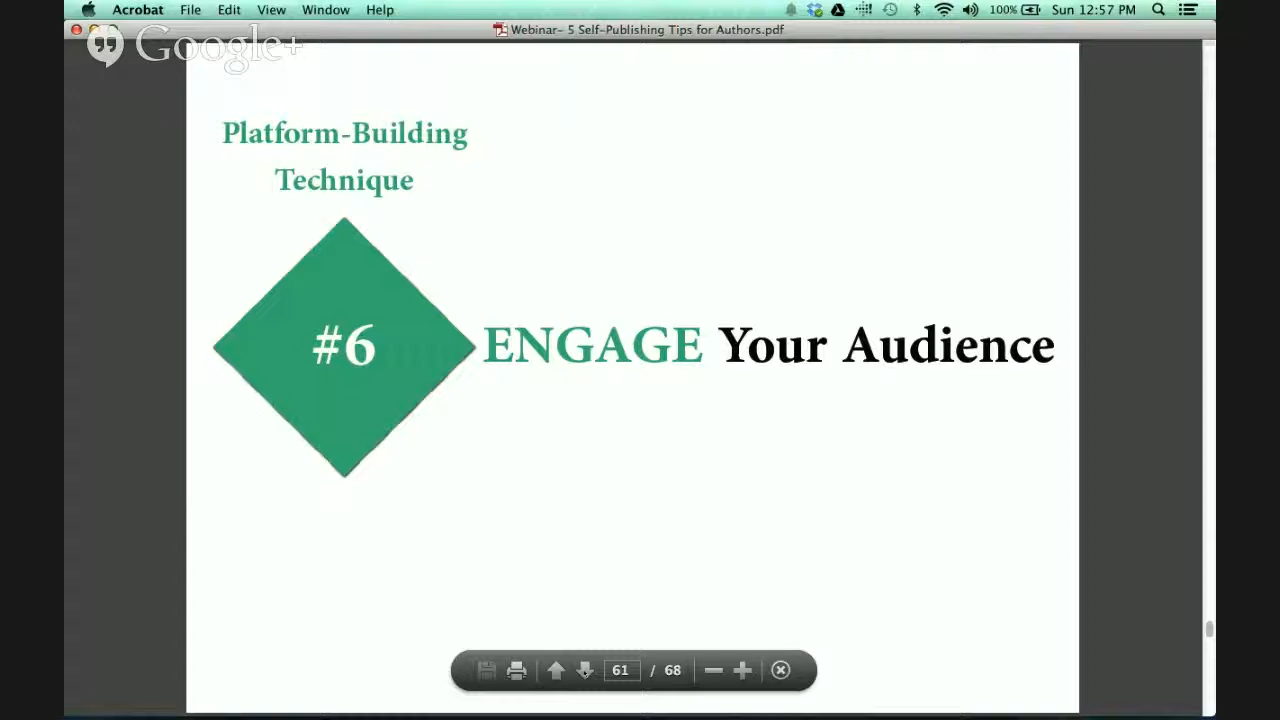 Acrobat File Edit View Window Help 100% Sun 12:57 PM
Webinar- 5 Self-Publishing Tips for Authors.pdf
Google+
Platform-Building
Technique
#6
ENGAGE Your Audience
61 / 68